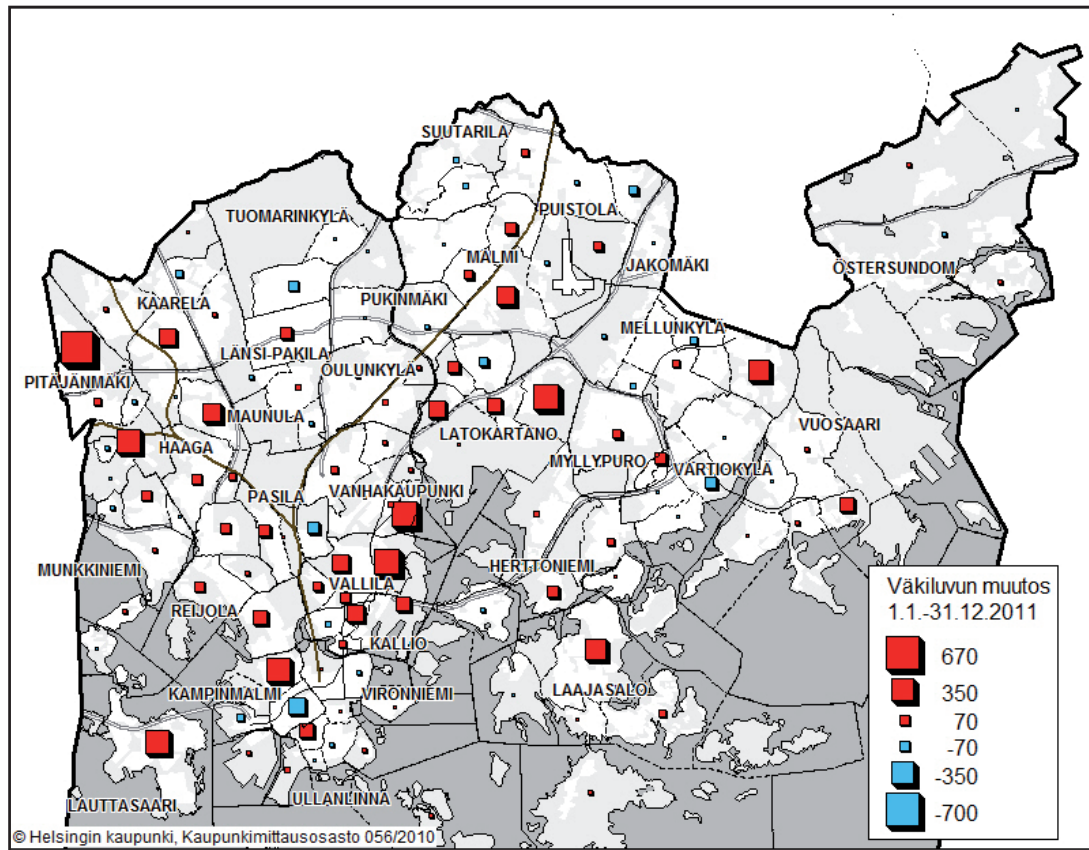 SUUTARILA
TUOMARINKYLÄ
PUISTOLA
MALMI
JAKOMÄKI
ÖSTERSUNDOM
KAARELA
PUKINMÄKI
MELLUNKYLÄ
LÄNSI-PAKILA
PITÄJÄNMÄKI
OULUNKYLÄ
MAUNULA
VUOSAARI
LATOKARTANO
HAAGA
MYLLYPURO
VARTIOKYLÄ
PASILA
VANHAKAUPUNKI
MUNKKINIEMI
HERTTONIEMI
VALLILA
REIJOLA
KALLIO
KAMPINMALMI
VIRONNIEMI
LAAJASALO
LAUTTASAARI
ULLANLINNA
Väkiluvun muutos
1.1.-31.12.2011
670
350
70
-70
-350
-700
© Helsingin kaupunki, Kaupunkimittausosasto 056/2010